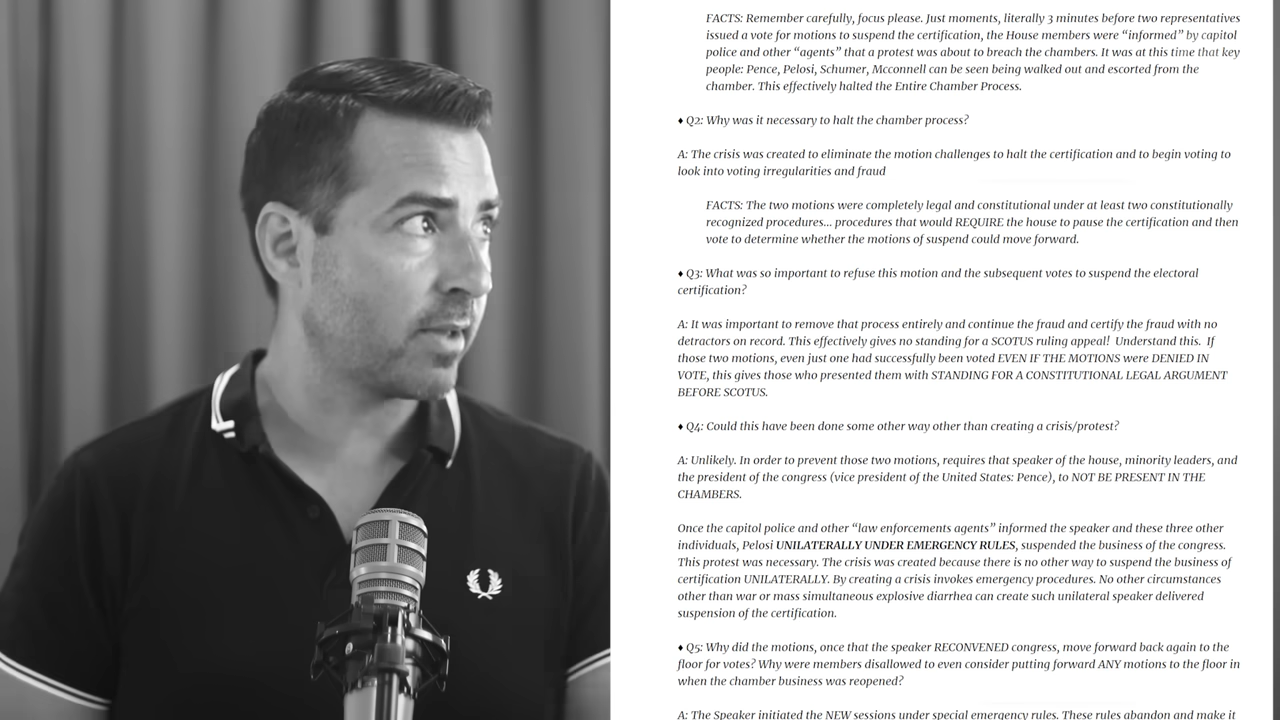 FACTS: Remember carefully, focus please. Just moments, literally 3 minutes before two representatives
issued a vote for motions to suspend the certification, the House members were “informed” by capitol
police and other “agents” that a protest was about to breach the chambers. It was at this time that key
people: Pence, Pelosi, Schumer, Mcconnell can be seen being walked out and escorted from the
chamber. This effectively halted the Entire Chamber Process.
♦ Q2: Why was it necessary to halt the chamber process?
A: The crisis was created to eliminate the motion challenges to halt the certification and to begin voting to
look into voting irregularities and fraud
FACTS: The two motions were completely legal and constitutional under at least two constitutionally
recognized procedures… procedures that would REQUIRE the house to pause the certification and then
vote to determine whether the motions of suspend could move forward.
♦ Q3: What was so important to refuse this motion and the subsequent votes to suspend the electoral
certification?
A: It was important to remove that process entirely and continue the fraud and certify the fraud with no
detractors on record. This effectively gives no standing for a SCOTUS ruling appeal!  Understand this.  If
those two motions, even just one had successfully been voted EVEN IF THE MOTIONS were DENIED IN
VOTE, this gives those who presented them with STANDING FOR A CONSTITUTIONAL LEGAL ARGUMENT
BEFORE SCOTUS.
♦ Q4: Could this have been done some other way other than creating a crisis/protest?
A: Unlikely. In order to prevent those two motions, requires that speaker of the house, minority leaders, and
the president of the congress (vice president of the United States: Pence), to NOT BE PRESENT IN THE
CHAMBERS.
Once the capitol police and other “law enforcements agents” informed the speaker and these three other
individuals, Pelosi UNILATERALLY UNDER EMERGENCY RULES, suspended the business of the congress.
This protest was necessary. The crisis was created because there is no other way to suspend the business of
certification UNILATERALLY. By creating a crisis invokes emergency procedures. No other circumstances
other than war or mass simultaneous explosive diarrhea can create such unilateral speaker delivered
suspension of the certification.
♦ Q5: Why did the motions, once that the speaker RECONVENED congress, move forward back again to the
floor for votes? Why were members disallowed to even consider putting forward ANY motions to the floor in
when the chamber business was reopened?
A: The Speaker initiated the NEW sessions under special emergency rules. These rules abandon and make it